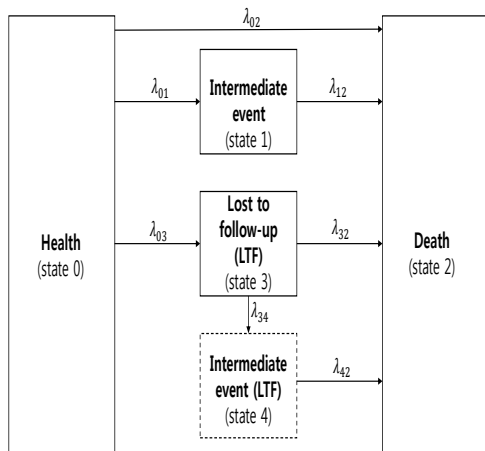 λ02
λ01
Intermediate
event
(state 1)
λ12
Health
(state 0)
λ03
Lost to
follow-up
(LTF)
(state 3)
λ32
Death
(state 2)
λ34
Intermediate
event (LTF)
(state 4)
λ42